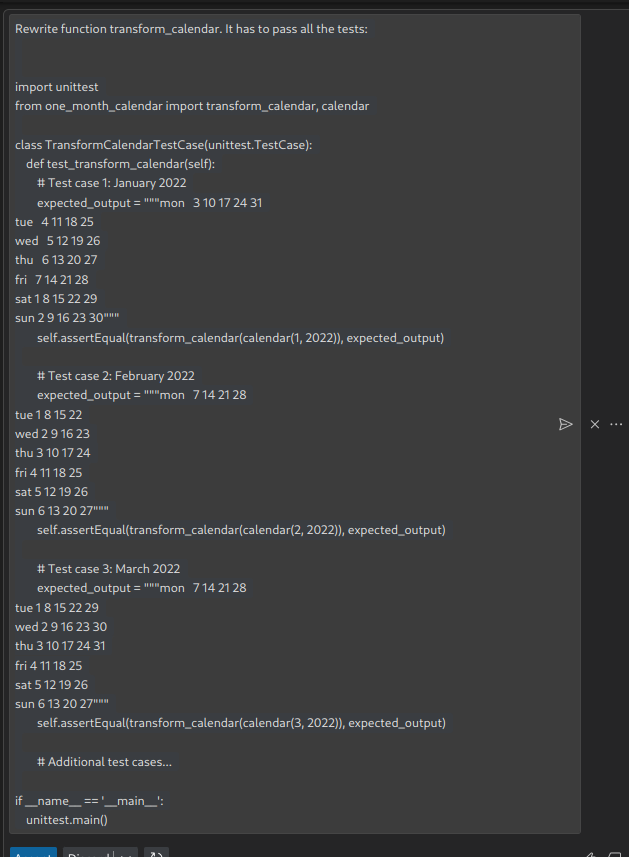 Rewrite function transform_calendar. It has to pass all the tests:
import unittest
from one_month_calendar import transform_calendar, calendar
class TransformCalendarTestCase(unittest.TestCase):
    def test_transform_calendar(self):
        # Test case 1: January 2022
        expected_output = """mon   3 10 17 24 31
tue   4 11 18 25
wed   5 12 19 26
thu   6 13 20 27
fri   7 14 21 28
sat 1 8 15 22 29
sun 2 9 16 23 30"""
        self.assertEqual(transform_calendar(calendar(1, 2022)), expected_output)
        # Test case 2: February 2022
        expected_output = """mon   7 14 21 28
tue 1 8 15 22
wed 2 9 16 23
thu 3 10 17 24
fri 4 11 18 25
sat 5 12 19 26
sun 6 13 20 27"""
        self.assertEqual(transform_calendar(calendar(2, 2022)), expected_output)
        # Test case 3: March 2022
        expected_output = """mon   7 14 21 28
tue 1 8 15 22 29
wed 2 9 16 23 30
thu 3 10 17 24 31
fri 4 11 18 25
sat 5 12 19 26
sun 6 13 20 27"""
        self.assertEqual(transform_calendar(calendar(3, 2022)), expected_output)
        # Additional test cases...
if __name__ == '__main__':
    unittest.main()